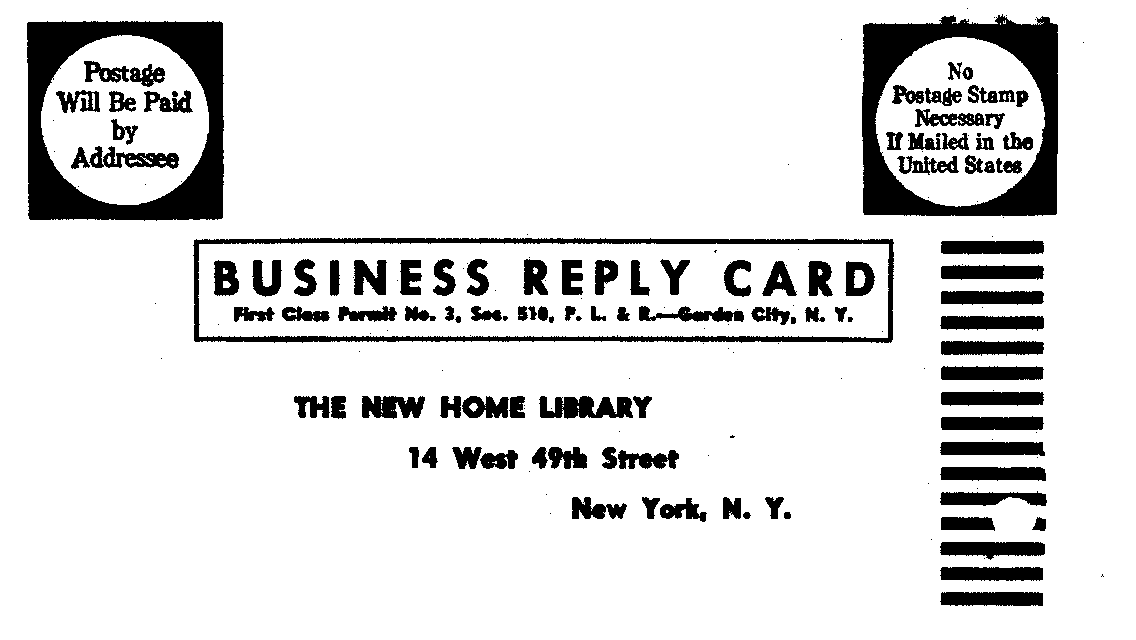 Postage
Will Be Paid
by
Addressee
No
Postage Stamp
Necessary
If Mailed in the
United States
BUSINESS REPLY CARD
First Class Permit No. 3, Sec. 510, P. L. & R.—Garden City, N. Y.
THE NEW HOME LIBRARY
14 West 49th Street
New York, N. Y.